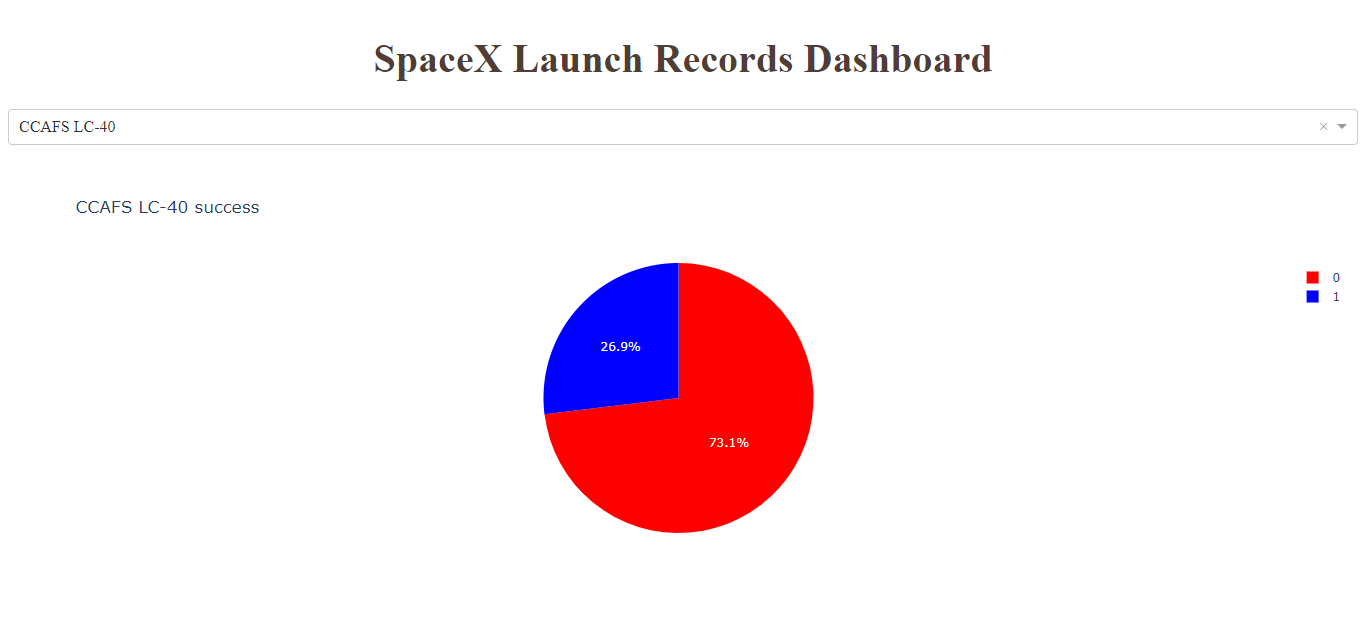 SpaceX Launch Records Dashboard
CCAFS LC-40
CCAFS LC-40 success
0
1
26.9%
73.1%